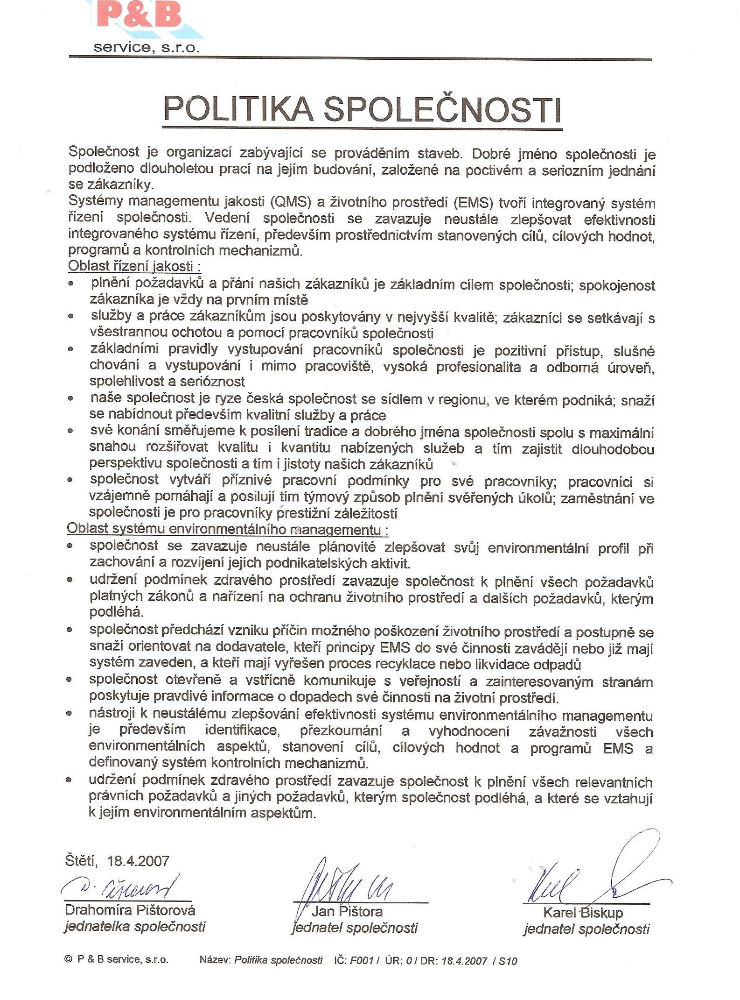 P&B
service, s.r.o.
POLITIKA SPOLEČNOSTI
Společnost je organizací zabývající se prováděním staveb. Dobré jméno společnosti je
podloženo dlouholetou prací na jejím budování, založené na poctivém a seriozním jednání
se zákazníky.
Systémy managementu jakosti (QMS) a životního prostředí (EMS) tvoří integrovaný systém
řízení společnosti. Vedení společnosti se zavazuje neustále zlepšovat efektivnosti
integrovaného systému řízení, především prostřednictvím stanovených cílů, cílových hodnot,
programů a kontrolních mechanizmů.
Oblast řízení jakosti :
• plnění požadavků a přání našich zákazníků je základním cílem společnosti; spokojenost
zákazníka je vždy na prvním místě
• služby a práce zákazníkům jsou poskytovány v nejvyšší kvalitě; zákazníci se setkávají s
všestrannou ochotou a pomocí pracovníků společnosti
• základními pravidly vystupování pracovníků společnosti je pozitivní přístup, slušné
chování a vystupování i mimo pracoviště, vysoká profesionalita a odborná úroveň,
spolehlivost a serióznost
• naše společnost je ryze česká společnost se sídlem v regionu, ve kterém podniká; snaží
se nabídnout především kvalitní služby a práce
• své konání směřujeme k posílení tradice a dobrého jména společnosti spolu s maximální
snahou rozšiřovat kvalitu i kvantitu nabízených služeb a tím zajistit dlouhodobou
perspektivu společnosti a tím i jistoty našich zákazníků
• společnost vytváří příznivé pracovní podmínky pro své pracovníky; pracovníci si
vzájemně pomáhají a posilují tím týmový způsob plnění svěřených úkolů; zaměstnání ve
společnosti je pro pracovníky prestižní záležitostí
Oblast systému environmentálního managementu :
• společnost se zavazuje neustále plánovité zlepšovat svůj environmentální profil při
zachování a rozvíjení jejích podnikatelských aktivit.
• udržení podmínek zdravého prostředí zavazuje společnost k plnění všech požadavků
platných zákonů a nařízení na ochranu životního prostředí a dalších požadavků, kterým
podléhá.
• společnost předchází vzniku příčin možného poškození životního prostředí a postupně se
snaží orientovat na dodavatele, kteří principy EMS do své činnosti zavádějí nebo již mají
systém zaveden, a kteří mají vyřešen proces recyklace nebo likvidace odpadů
• společnost otevřeně a vstřícně komunikuje s veřejností a zainteresovaným stranám
poskytuje pravdivé informace o dopadech své činnosti na životní prostředí.
• nástroji k neustálému zlepšování efektivnosti systému environmentálního managementu
je především identifikace, přezkoumání a vyhodnocení závažnosti všech
environmentálních aspektů, stanovení cílů, cílových hodnot a programů EMS a
definovaný systém kontrolních mechanizmů.
• udržení podmínek zdravého prostředí zavazuje společnost k plnění všech relevantních
právních požadavků a jiných požadavků, kterým společnost podléhá, a které se vztahují
k jejím environmentálním aspektům.
Štětí, 18.4.2007
Drahomíra Pištorová Jan Pištora Karel Biskup
jednatelka společnosti jednatel společnosti jednatel společnosti
© P & B service, s.r.o. Název: Politika společnosti IČ: F001 / ÚR: 0 / DR: 18.4.2007 / S10